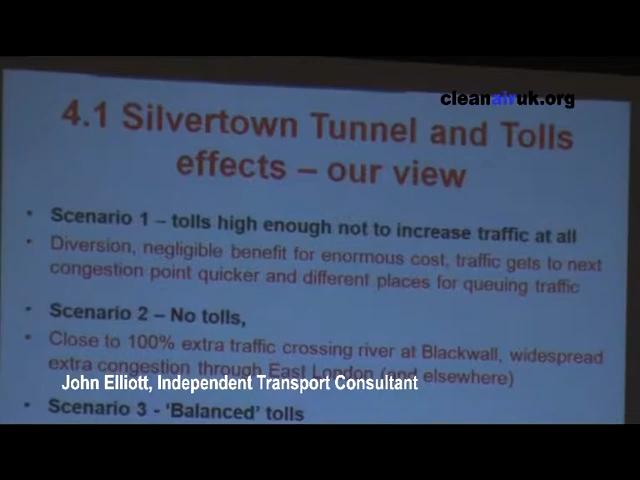 cleanairuk.org
4.1 Silvertown Tunnel and Tolls
effects – our view
• Scenario 1 – tolls high enough not to increase traffic at all
• Diversion, negligible benefit for enormous cost, traffic gets to next
congestion point quicker and different places for queuing traffic
• Scenario 2 – No tolls,
• Close to 100% extra traffic crossing river at Blackwall, widespread
extra congestion through East London (and elsewhere)
John Elliott, Independent Transport Consultant
• Scenario 3 - 'Balanced' tolls